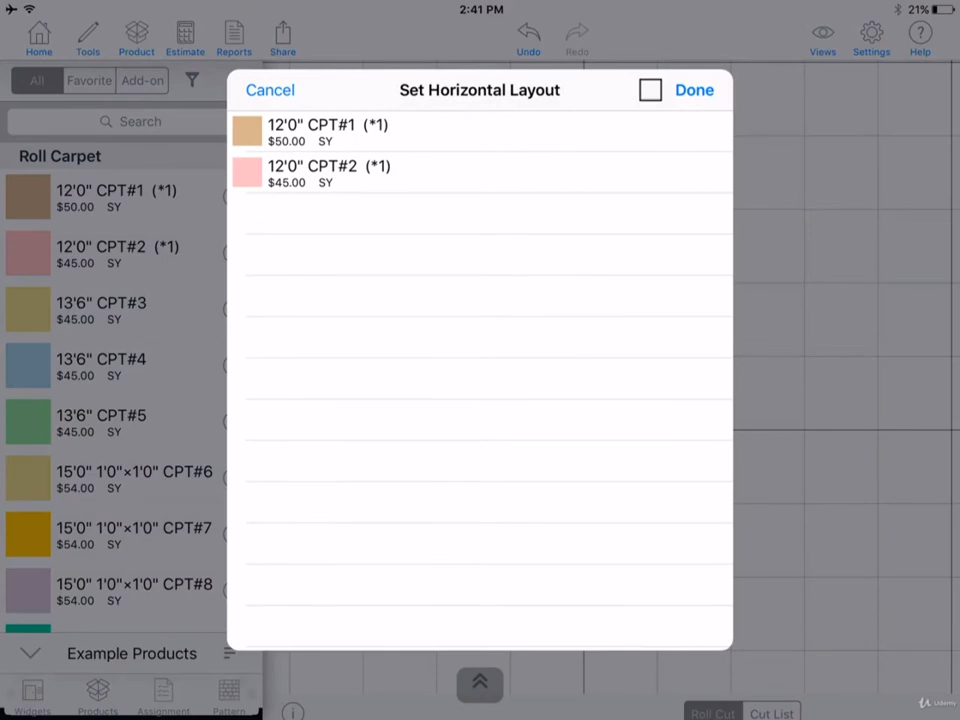 2:41 PM
21%
Home Tools Product Estimate Reports Share Undo Redo Views Settings Help
All Favorite Add-on
Search
Roll Carpet
12'0" CPT#1 (*1)
$50.00 SY
12'0" CPT#2 (*1)
$45.00 SY
13'6" CPT#3
$45.00 SY
13'6" CPT#4
$45.00 SY
13'6" CPT#5
$45.00 SY
15'0" 1'0"×1'0" CPT#6
$54.00 SY
15'0" 1'0"×1'0" CPT#7
$54.00 SY
15'0" 1'0"×1'0" CPT#8
$54.00 SY
Example Products
Widgets Products Assignment Pattern
Cancel Set Horizontal Layout Done
12'0" CPT#1 (*1)
$50.00 SY
12'0" CPT#2 (*1)
$45.00 SY
Roll Cut Cut List
Udemy